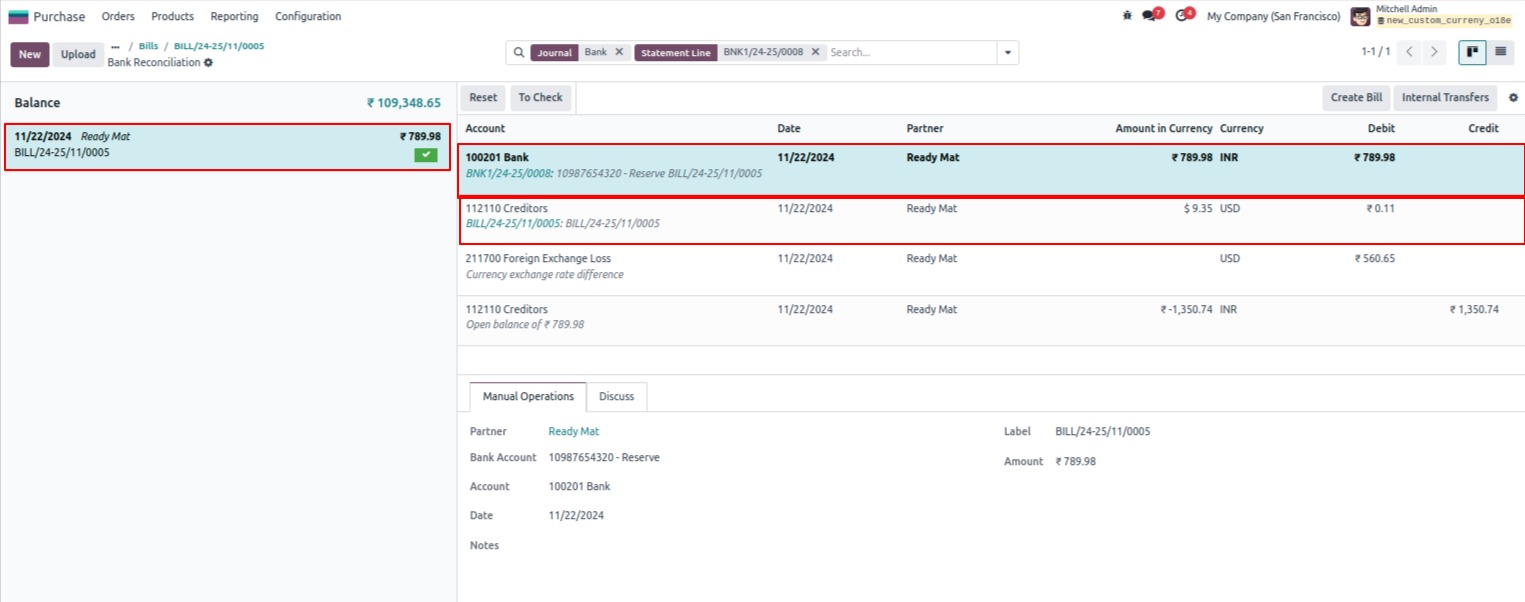 Purchase Orders Products Reporting Configuration 7 4 My Company (San Francisco) Mitchell Admin
new_custom_curreny_o18e
New Upload ... / Bills / BILL/24-25/11/0005
Bank Reconciliation
Journal Bank × Statement Line BNK1/24-25/0008 × Search...
1-1 / 1
Balance ₹ 109,348.65
11/22/2024 Ready Mat ₹ 789.98
BILL/24-25/11/0005
Reset To Check Create Bill Internal Transfers
Account Date Partner Amount in Currency Currency Debit Credit
100201 Bank 11/22/2024 Ready Mat ₹ 789.98 INR ₹ 789.98
BNK1/24-25/0008: 10987654320 - Reserve BILL/24-25/11/0005
112110 Creditors 11/22/2024 Ready Mat $ 9.35 USD ₹ 0.11
BILL/24-25/11/0005: BILL/24-25/11/0005
211700 Foreign Exchange Loss 11/22/2024 Ready Mat USD ₹ 560.65
Currency exchange rate difference
112110 Creditors 11/22/2024 Ready Mat ₹ -1,350.74 INR ₹ 1,350.74
Open balance of ₹ 789.98
Manual Operations Discuss
Partner Ready Mat Label BILL/24-25/11/0005
Bank Account 10987654320 - Reserve Amount ₹ 789.98
Account 100201 Bank
Date 11/22/2024
Notes